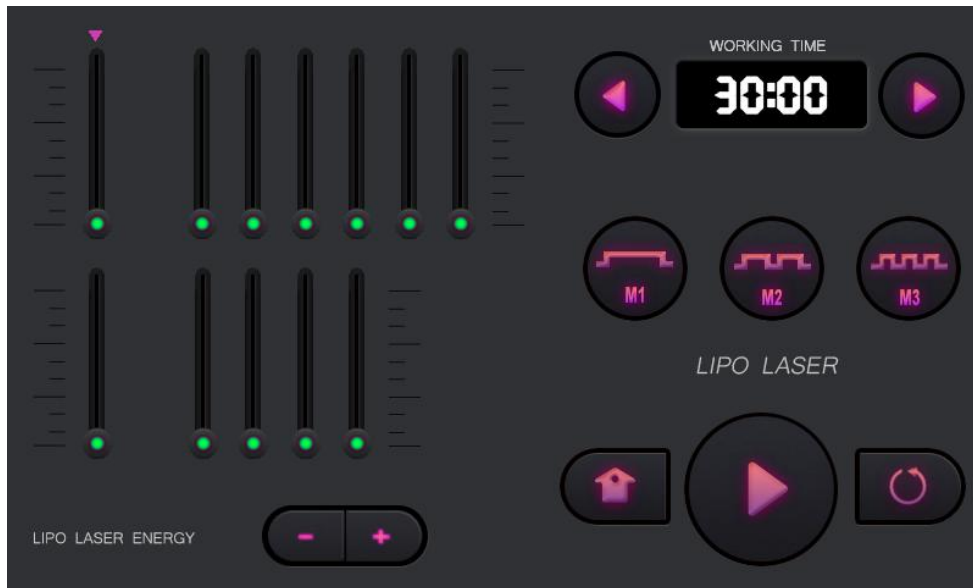 WORKING TIME
30:00
M1 M2 M3
LIPO LASER
LIPO LASER ENERGY
- +